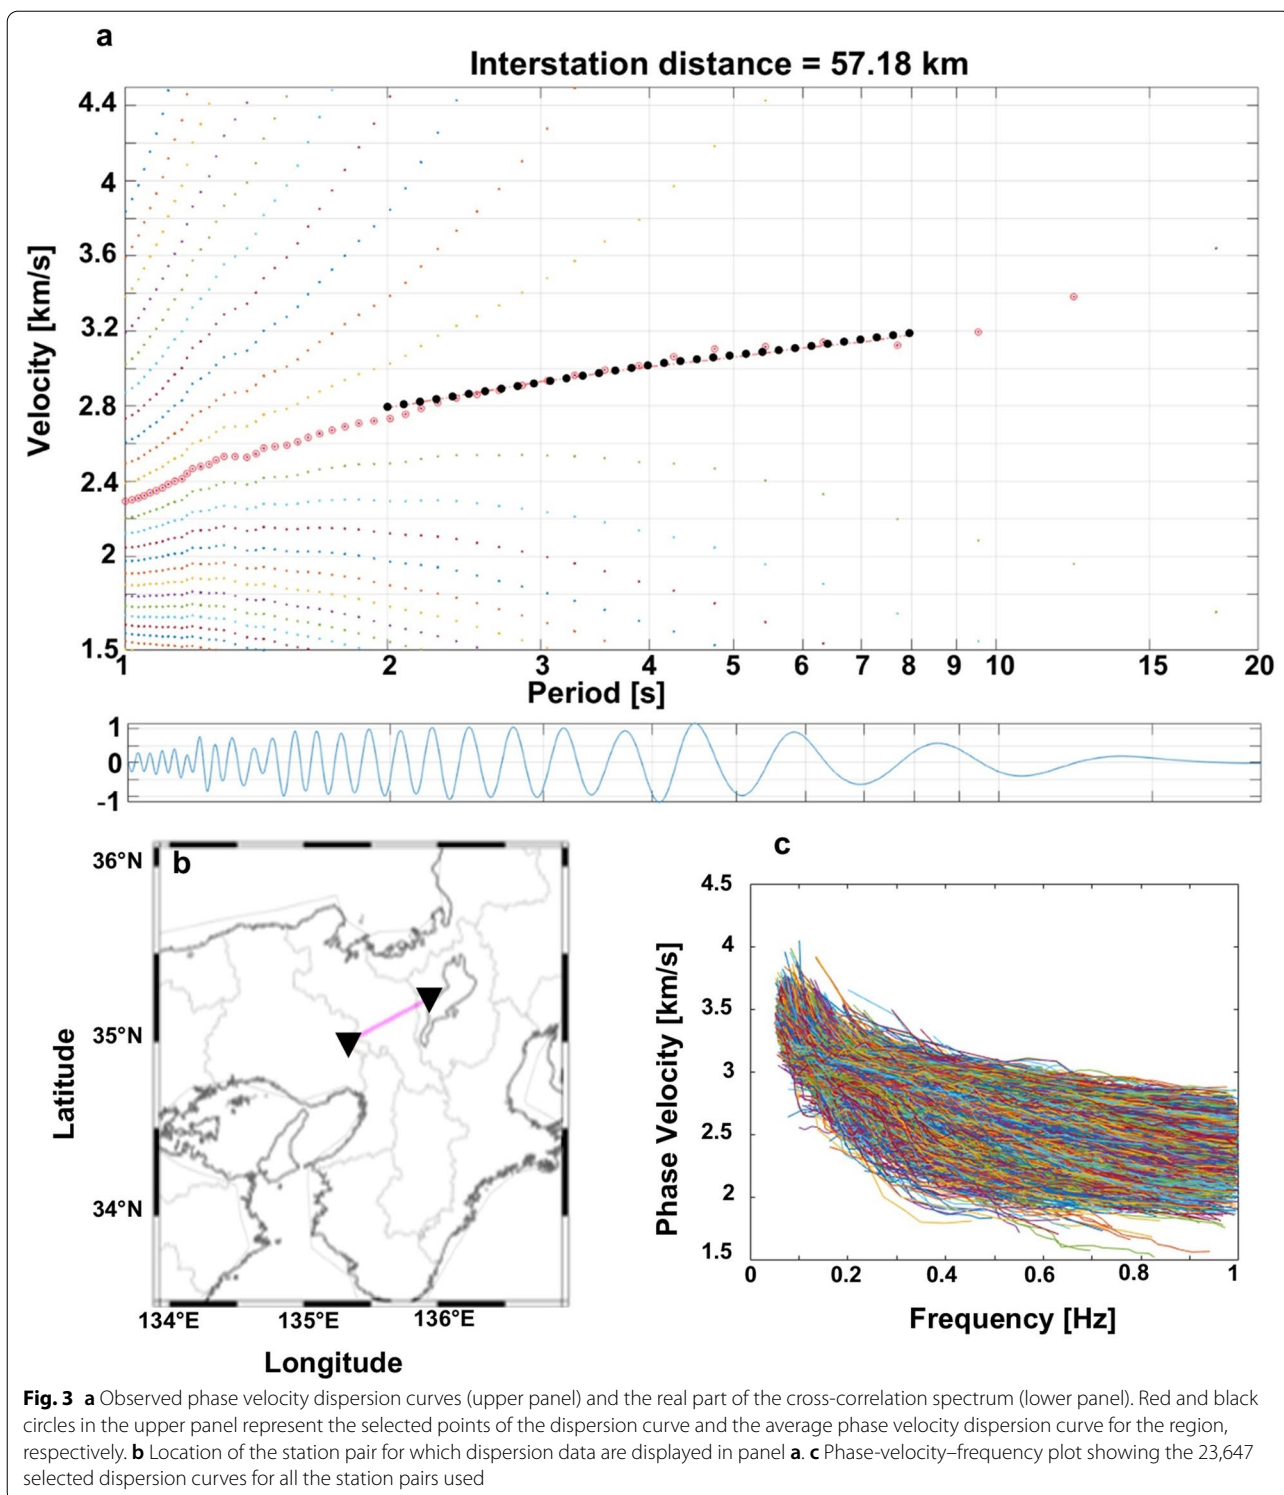 a
Interstation distance = 57.18 km
4.4
4
3.6
3.2
2.8
2.4
2
1.5
Velocity [km/s]
1 2 3 4 5 6 7 8 9 10 15 20
Period [s]
1
0
-1
b
36°N
35°N
34°N
Latitude
134°E 135°E 136°E
Longitude
c
4.5
4
3.5
3
2.5
2
1.5
Phase Velocity [km/s]
0 0.2 0.4 0.6 0.8 1
Frequency [Hz]
Fig. 3 a Observed phase velocity dispersion curves (upper panel) and the real part of the cross-correlation spectrum (lower panel). Red and black
circles in the upper panel represent the selected points of the dispersion curve and the average phase velocity dispersion curve for the region,
respectively. b Location of the station pair for which dispersion data are displayed in panel a. c Phase-velocity–frequency plot showing the 23,647
selected dispersion curves for all the station pairs used